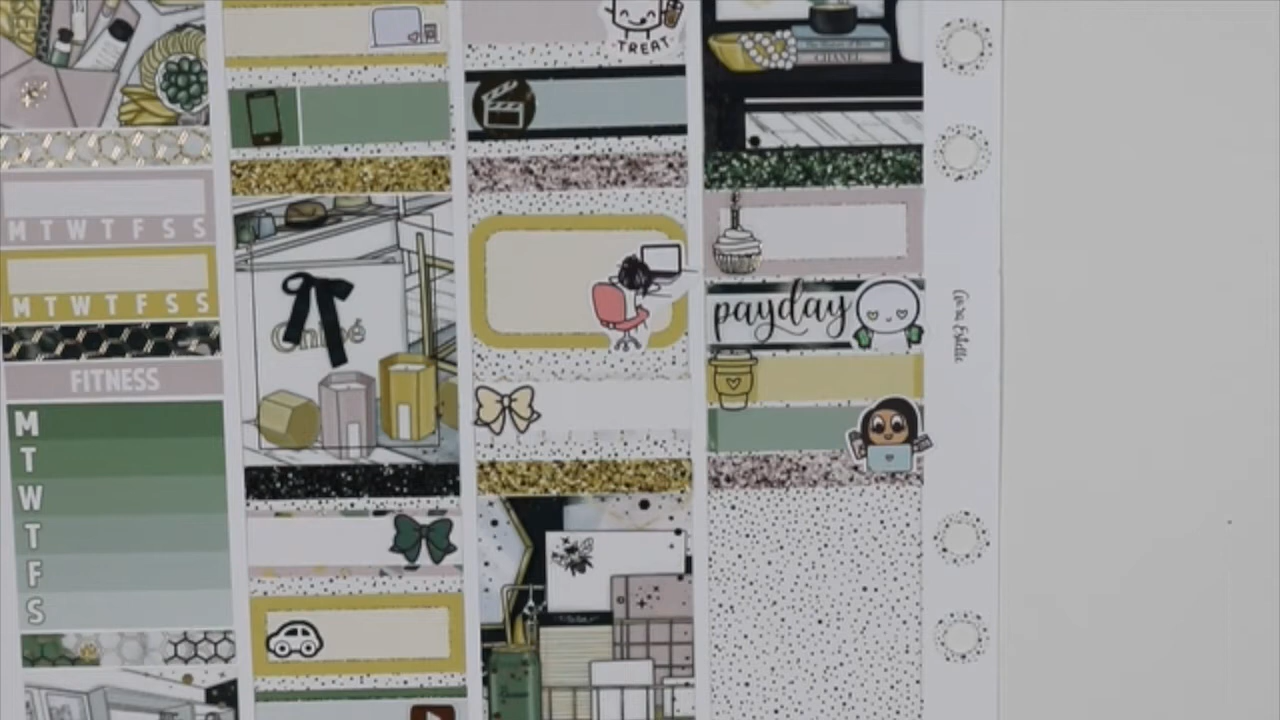 TREAT
CHANEL
M T W T F S S
M T W T F S S
FITNESS
M
T
W
T
F
S
Chloé
payday